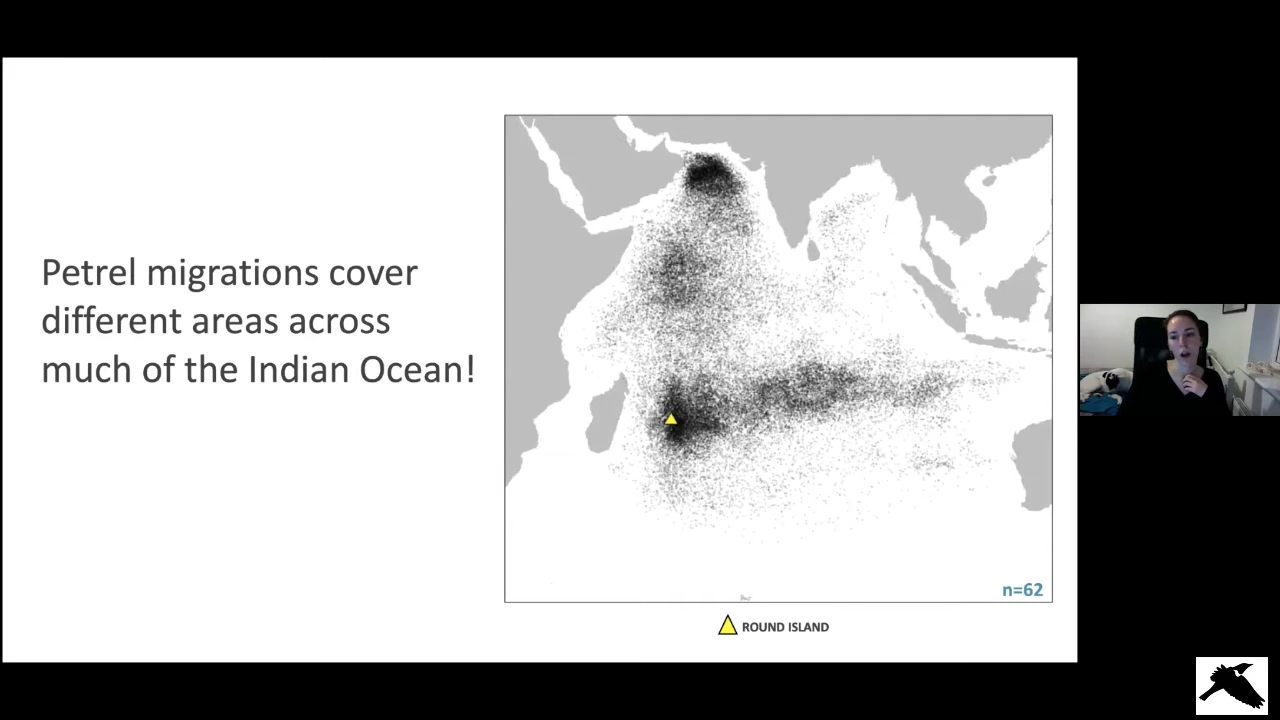 Petrel migrations cover
different areas across
much of the Indian Ocean!
n=62
ROUND ISLAND